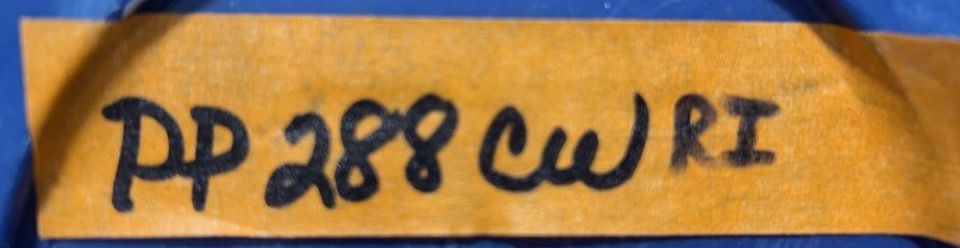 PP 288 CW RI